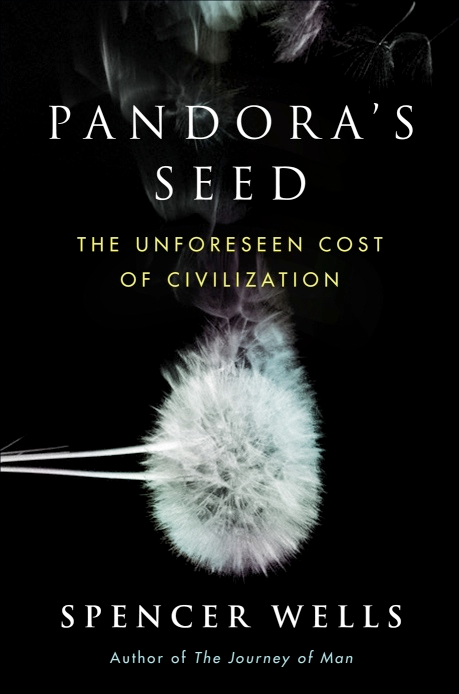 PANDORA’S
SEED
THE UNFORESEEN COST
OF CIVILIZATION
SPENCER WELLS
Author of The Journey of Man